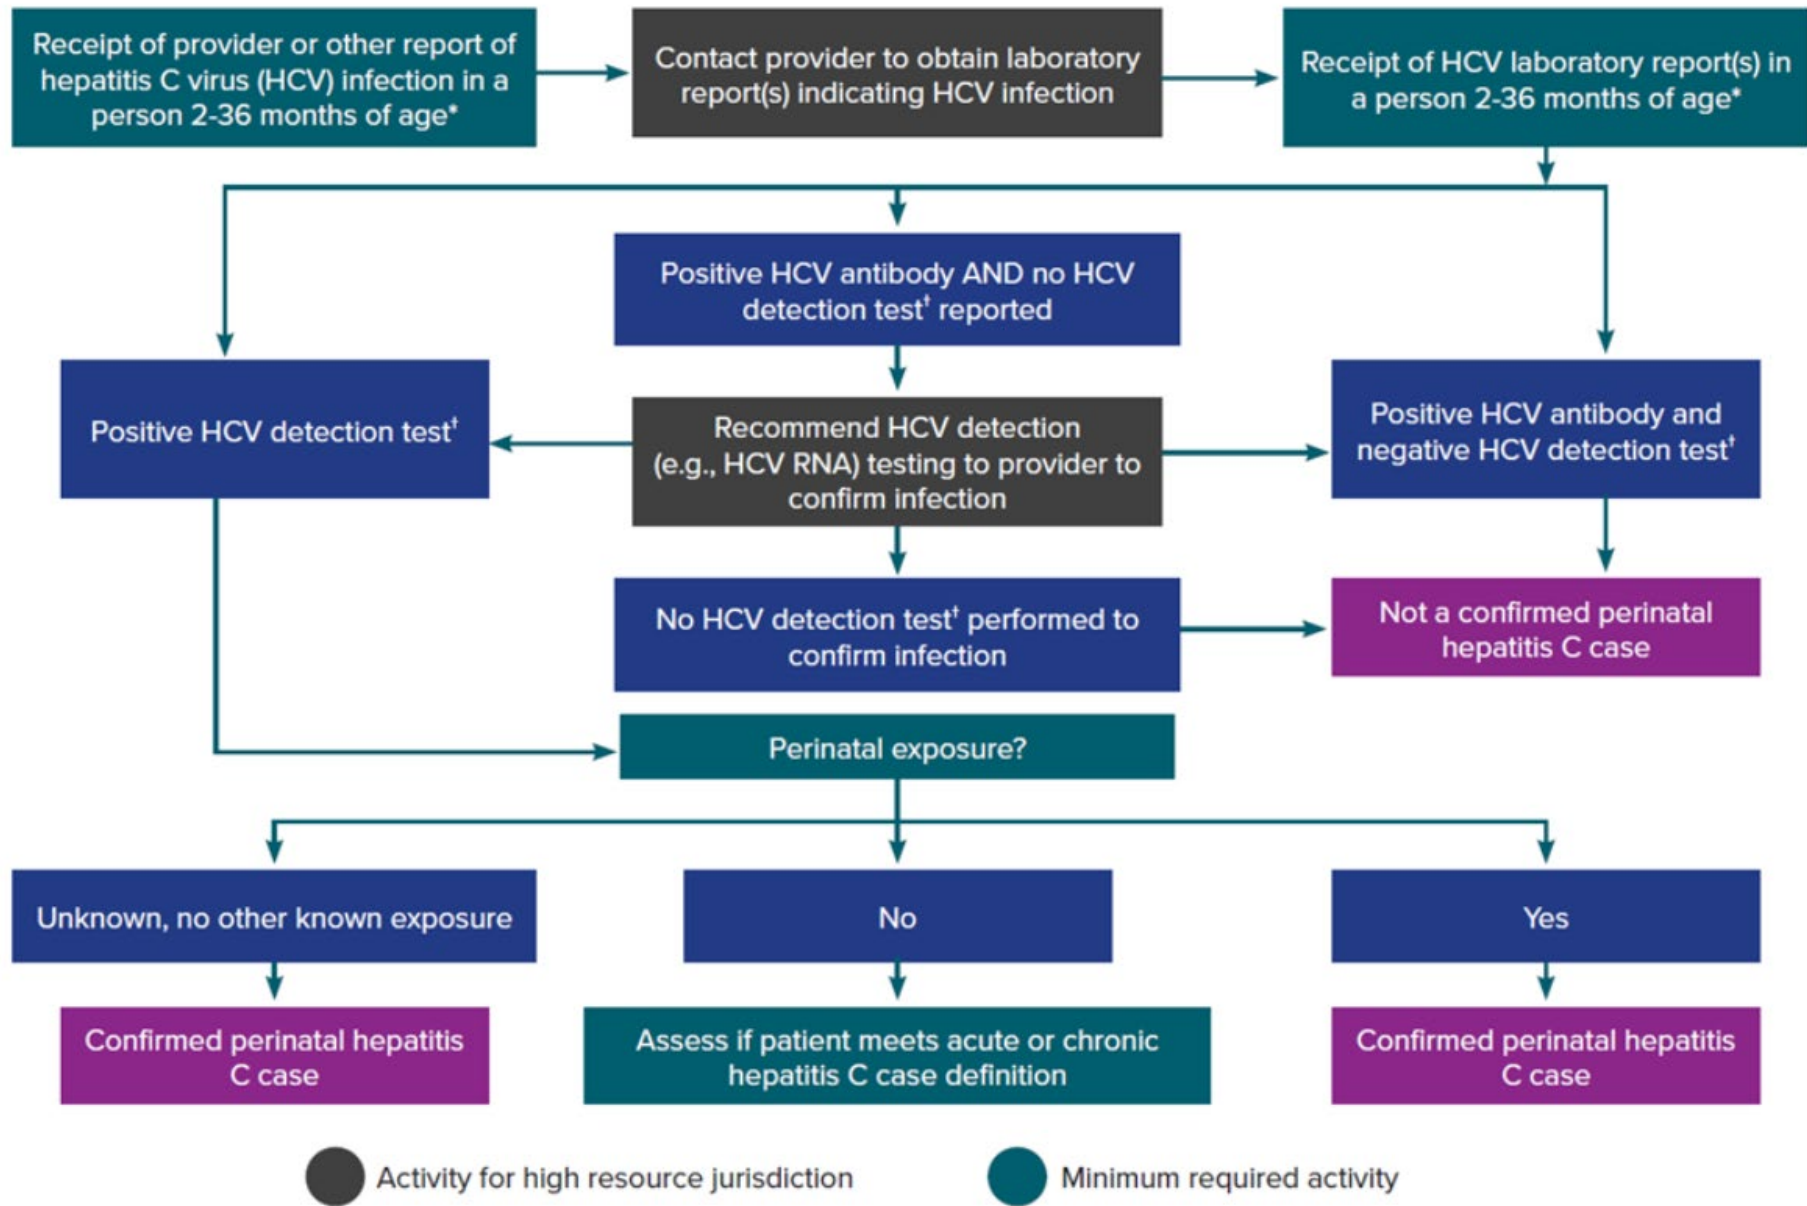 Receipt of provider or other report of
hepatitis C virus (HCV) infection in a
person 2-36 months of age*
Contact provider to obtain laboratory
report(s) indicating HCV infection
Receipt of HCV laboratory report(s) in
a person 2-36 months of age*
Positive HCV antibody AND no HCV
detection test† reported
Positive HCV detection test†
Recommend HCV detection
(e.g., HCV RNA) testing to provider to
confirm infection
Positive HCV antibody and
negative HCV detection test†
No HCV detection test† performed to
confirm infection
Not a confirmed perinatal
hepatitis C case
Perinatal exposure?
Unknown, no other known exposure
No
Yes
Confirmed perinatal hepatitis
C case
Assess if patient meets acute or chronic
hepatitis C case definition
Confirmed perinatal hepatitis
C case
Activity for high resource jurisdiction
Minimum required activity